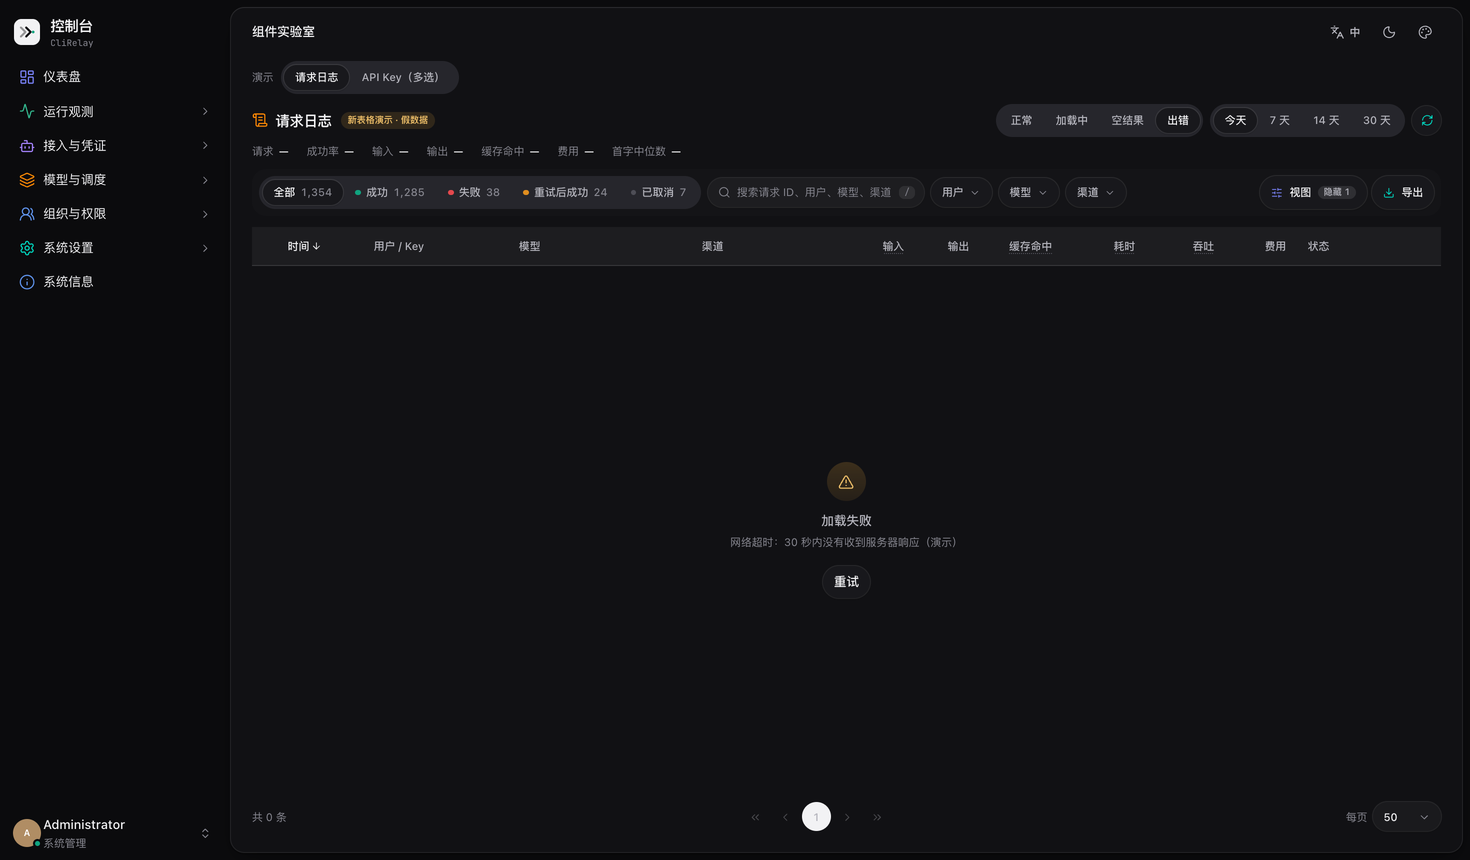 控制台
CliRelay
仪表盘
运行观测
接入与凭证
模型与调度
组织与权限
系统设置
系统信息
A
Administrator
系统管理
组件实验室
中
演示 请求日志 API Key（多选）
请求日志 新表格演示 · 假数据
正常 加载中 空结果 出错 今天 7 天 14 天 30 天
请求 — 成功率 — 输入 — 输出 — 缓存命中 — 费用 — 首字中位数 —
全部 1,354 成功 1,285 失败 38 重试后成功 24 已取消 7 搜索请求 ID、用户、模型、渠道 / 用户 模型 渠道 视图 隐藏 1 导出
时间 用户 / Key 模型 渠道 输入 输出 缓存命中 耗时 吞吐 费用 状态
加载失败
网络超时：30 秒内没有收到服务器响应（演示）
重试
共 0 条 1 每页 50